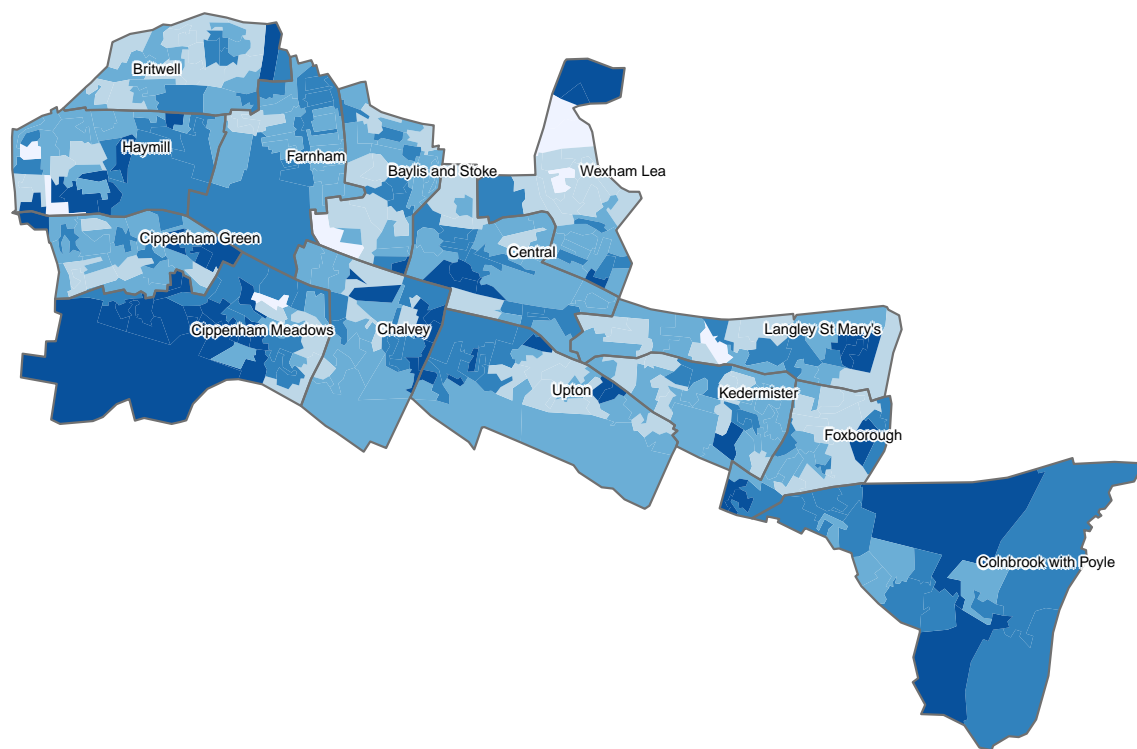 Britwell
Haymill
Farnham
Baylis and Stoke
Wexham Lea
Cippenham Green
Central
Cippenham Meadows
Chalvey
Langley St Mary's
Upton
Kedermister
Foxborough
Colnbrook with Poyle